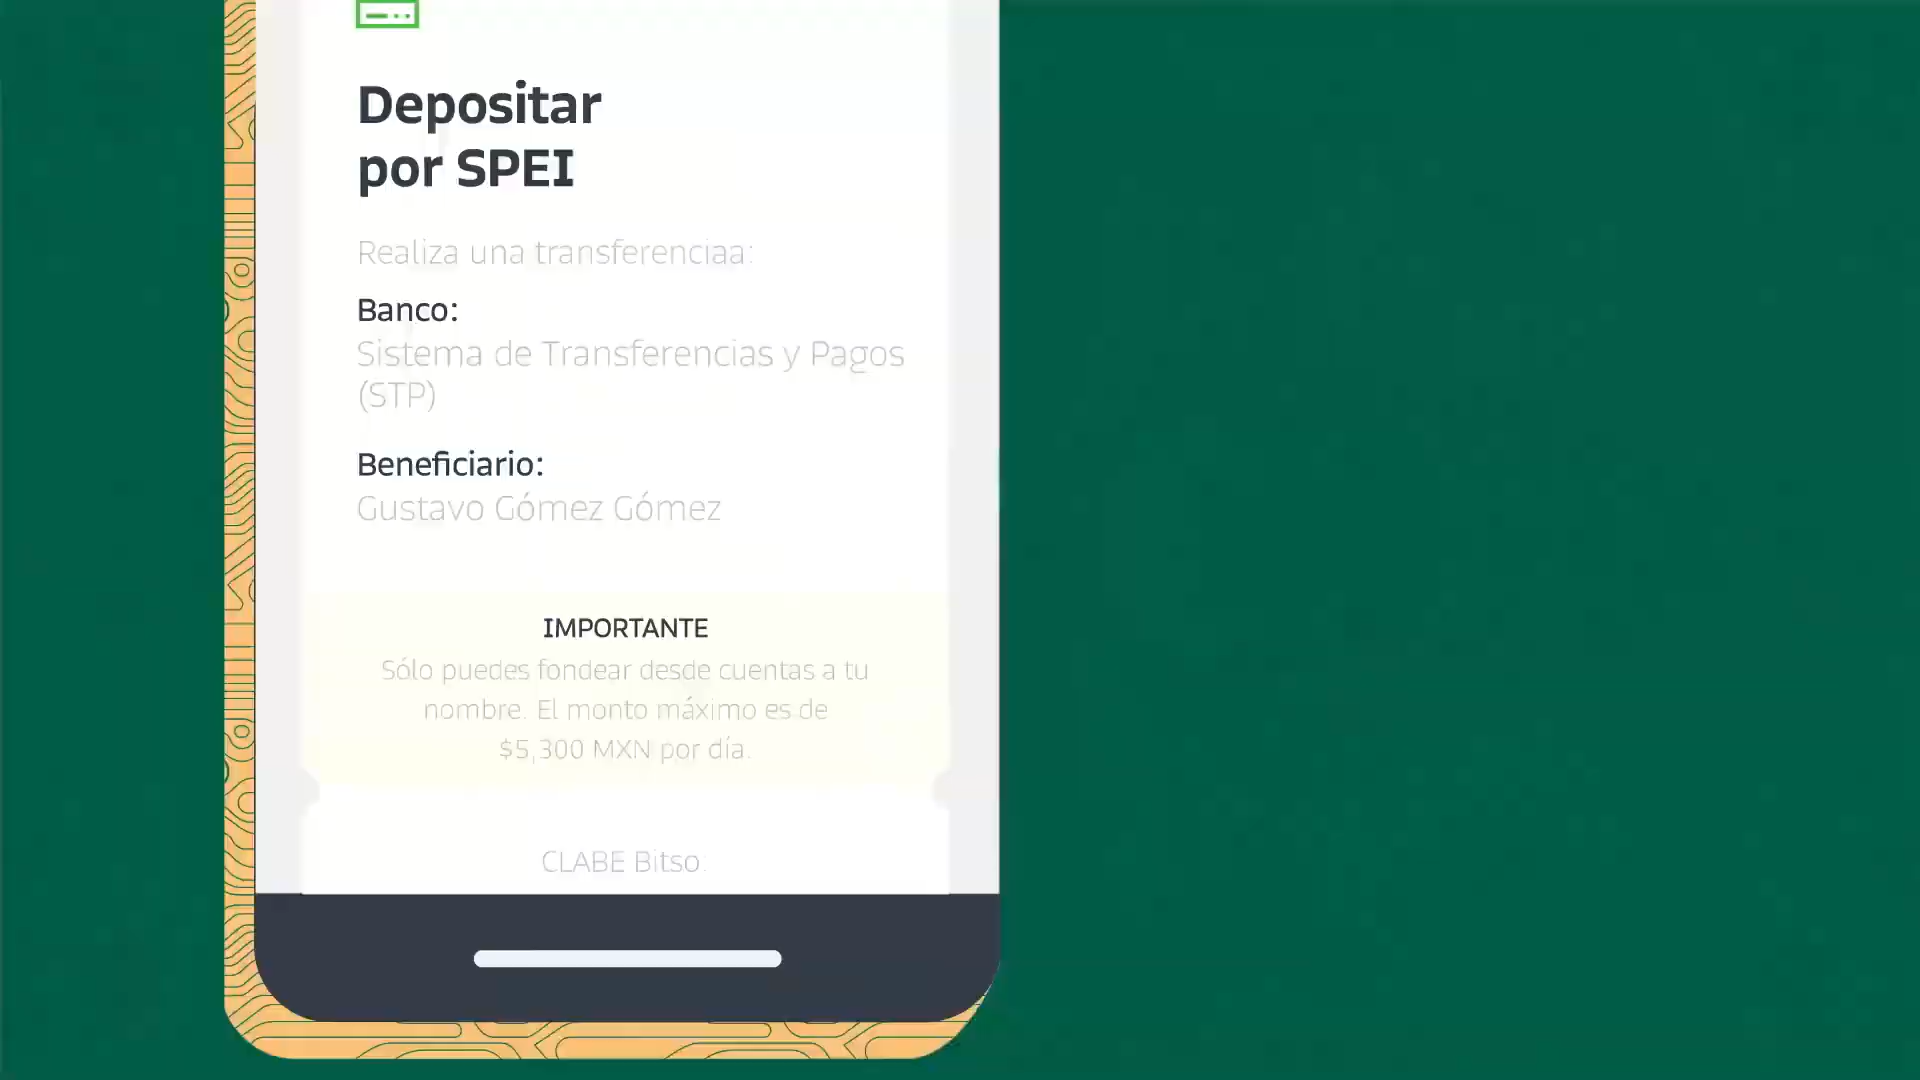 Depositar
por SPEI
Realiza una transferenciaa:
Banco:
Sistema de Transferencias y Pagos
(STP)
Beneficiario:
Gustavo Gómez Gómez
IMPORTANTE
Sólo puedes fondear desde cuentas a tu
nombre. El monto máximo es de
$5,300 MXN por día.
CLABE Bitso: